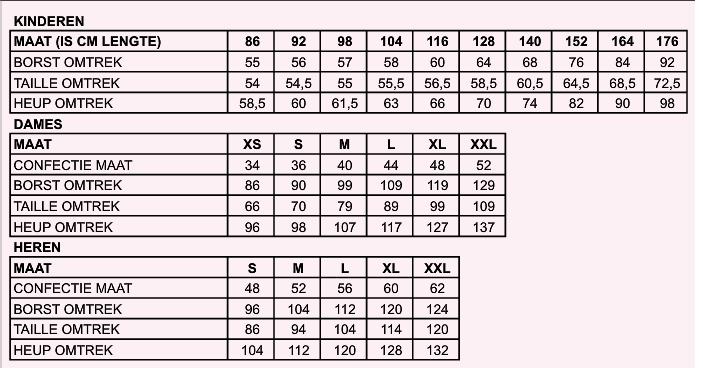 KINDEREN
MAAT (IS CM LENGTE) 86 92 98 104 116 128 140 152 164 176
BORST OMTREK 55 56 57 58 60 64 68 76 84 92
TAILLE OMTREK 54 54,5 55 55,5 56,5 58,5 60,5 64,5 68,5 72,5
HEUP OMTREK 58,5 60 61,5 63 66 70 74 82 90 98
DAMES
MAAT XS S M L XL XXL
CONFECTIE MAAT 34 36 40 44 48 52
BORST OMTREK 86 90 99 109 119 129
TAILLE OMTREK 66 70 79 89 99 109
HEUP OMTREK 96 98 107 117 127 137
HEREN
MAAT S M L XL XXL
CONFECTIE MAAT 48 52 56 60 62
BORST OMTREK 96 104 112 120 124
TAILLE OMTREK 86 94 104 114 120
HEUP OMTREK 104 112 120 128 132